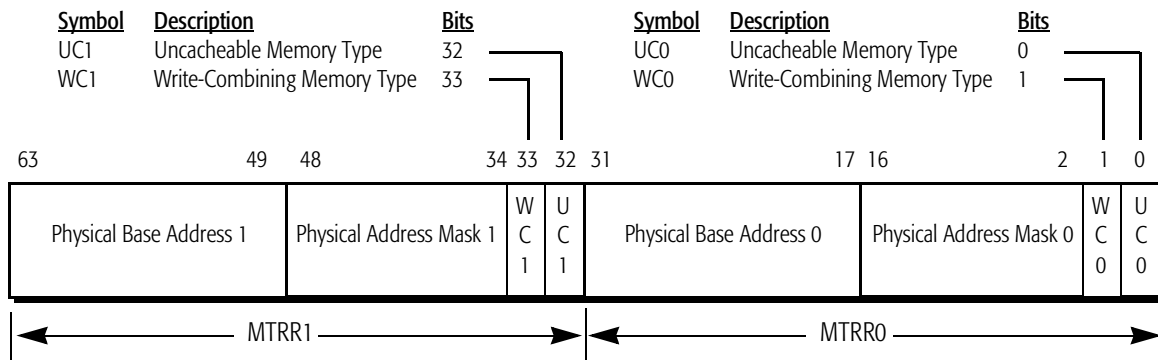 Symbol Description Bits Symbol Description Bits
UC1 Uncacheable Memory Type 32 UC0 Uncacheable Memory Type 0
WC1 Write-Combining Memory Type 33 WC0 Write-Combining Memory Type 1
63 49 48 34 33 32 31 17 16 2 1 0
Physical Base Address 1 Physical Address Mask 1 W C 1 U C 1 Physical Base Address 0 Physical Address Mask 0 W C 0 U C 0
MTRR1 MTRR0